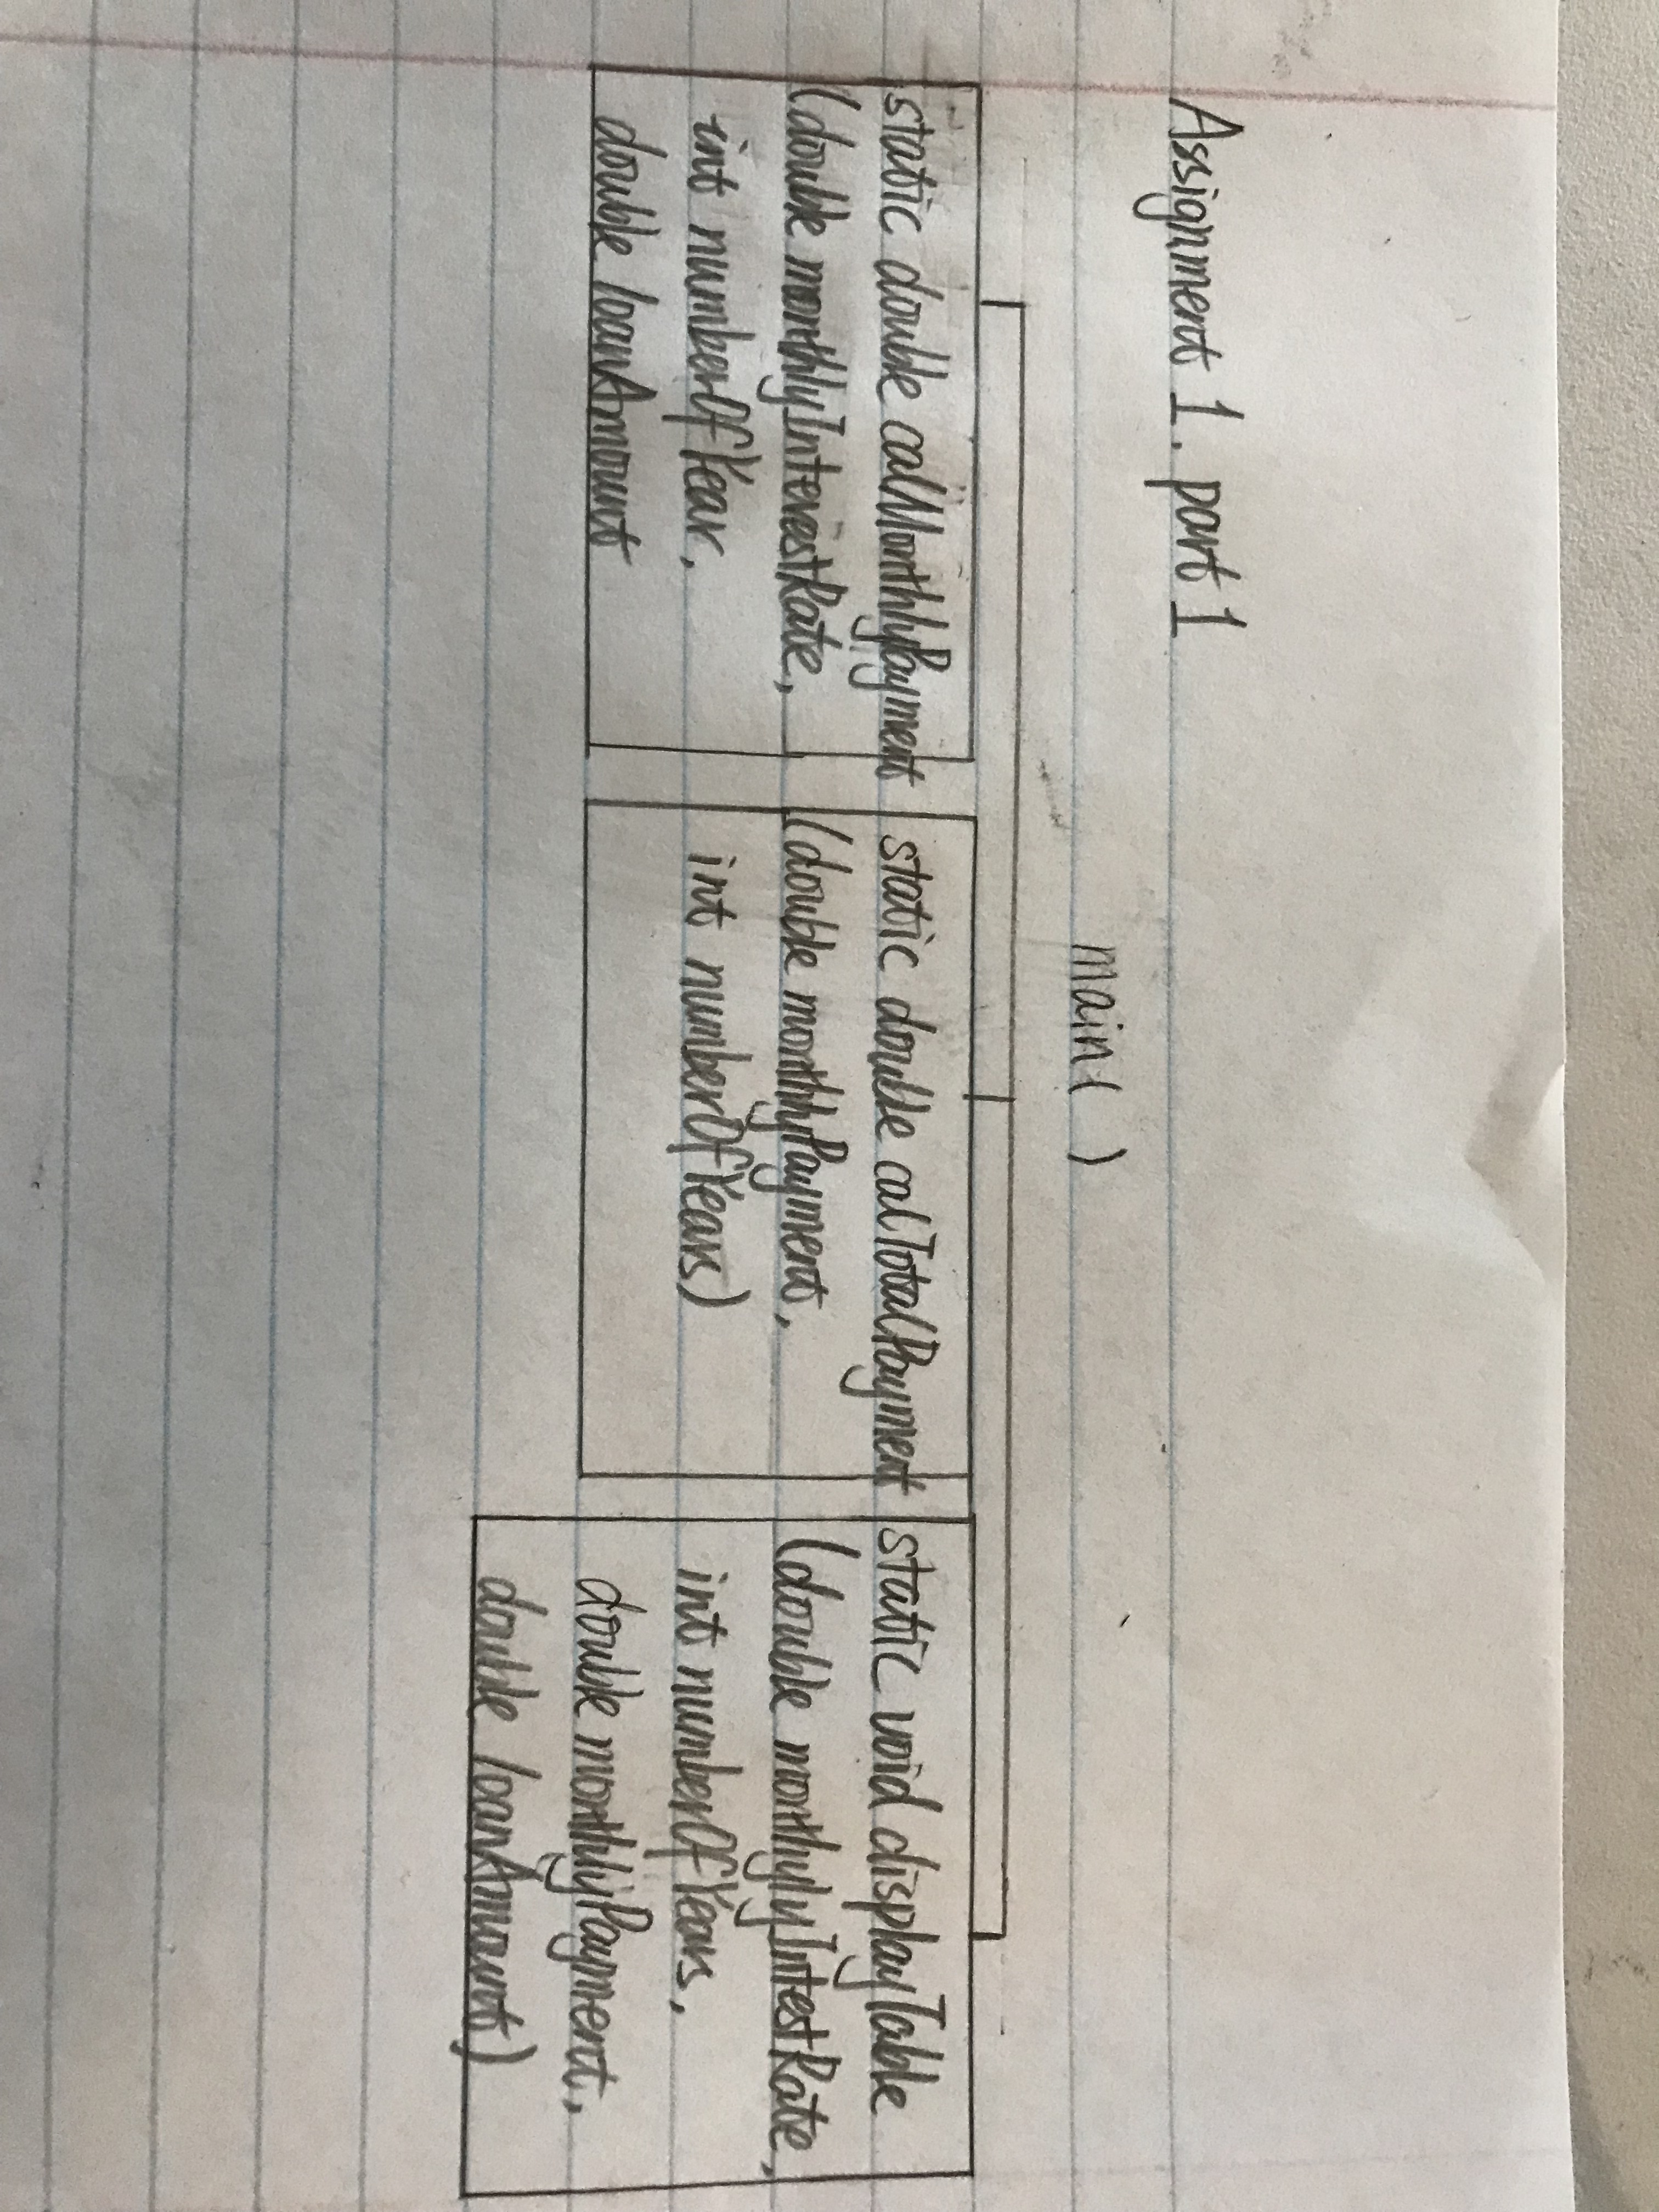 Assignment 1. part 1
main( )
static double calMonthlyPayment
(double monthlyInterestRate,
int numberOfYear,
double loanAmount
static double calTotalPayment
(double monthlyPayment,
int numberOfYears)
static void displayTable
(double monthylyIntestRate,
int numberOfYears,
double monthlyPayment,
double loanAmount)